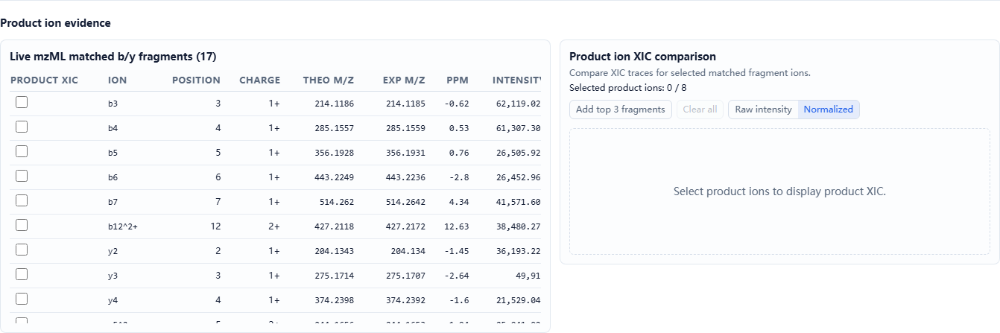 Product ion evidence
Live mzML matched b/y fragments (17)
PRODUCT XIC ION POSITION CHARGE THEO M/Z EXP M/Z PPM INTENSITY
b3 3 1+ 214.1186 214.1185 -0.62 62,119.02
b4 4 1+ 285.1557 285.1559 0.53 61,307.30
b5 5 1+ 356.1928 356.1931 0.76 26,505.92
b6 6 1+ 443.2249 443.2236 -2.8 26,452.96
b7 7 1+ 514.262 514.2642 4.34 41,571.60
b12^2+ 12 2+ 427.2118 427.2172 12.63 38,480.27
y2 2 1+ 204.1343 204.134 -1.45 36,193.22
y3 3 1+ 275.1714 275.1707 -2.64 49,91
y4 4 1+ 374.2398 374.2392 -1.6 21,529.04
Product ion XIC comparison
Compare XIC traces for selected matched fragment ions.
Selected product ions: 0 / 8
Add top 3 fragments Clear all Raw intensity Normalized
Select product ions to display product XIC.